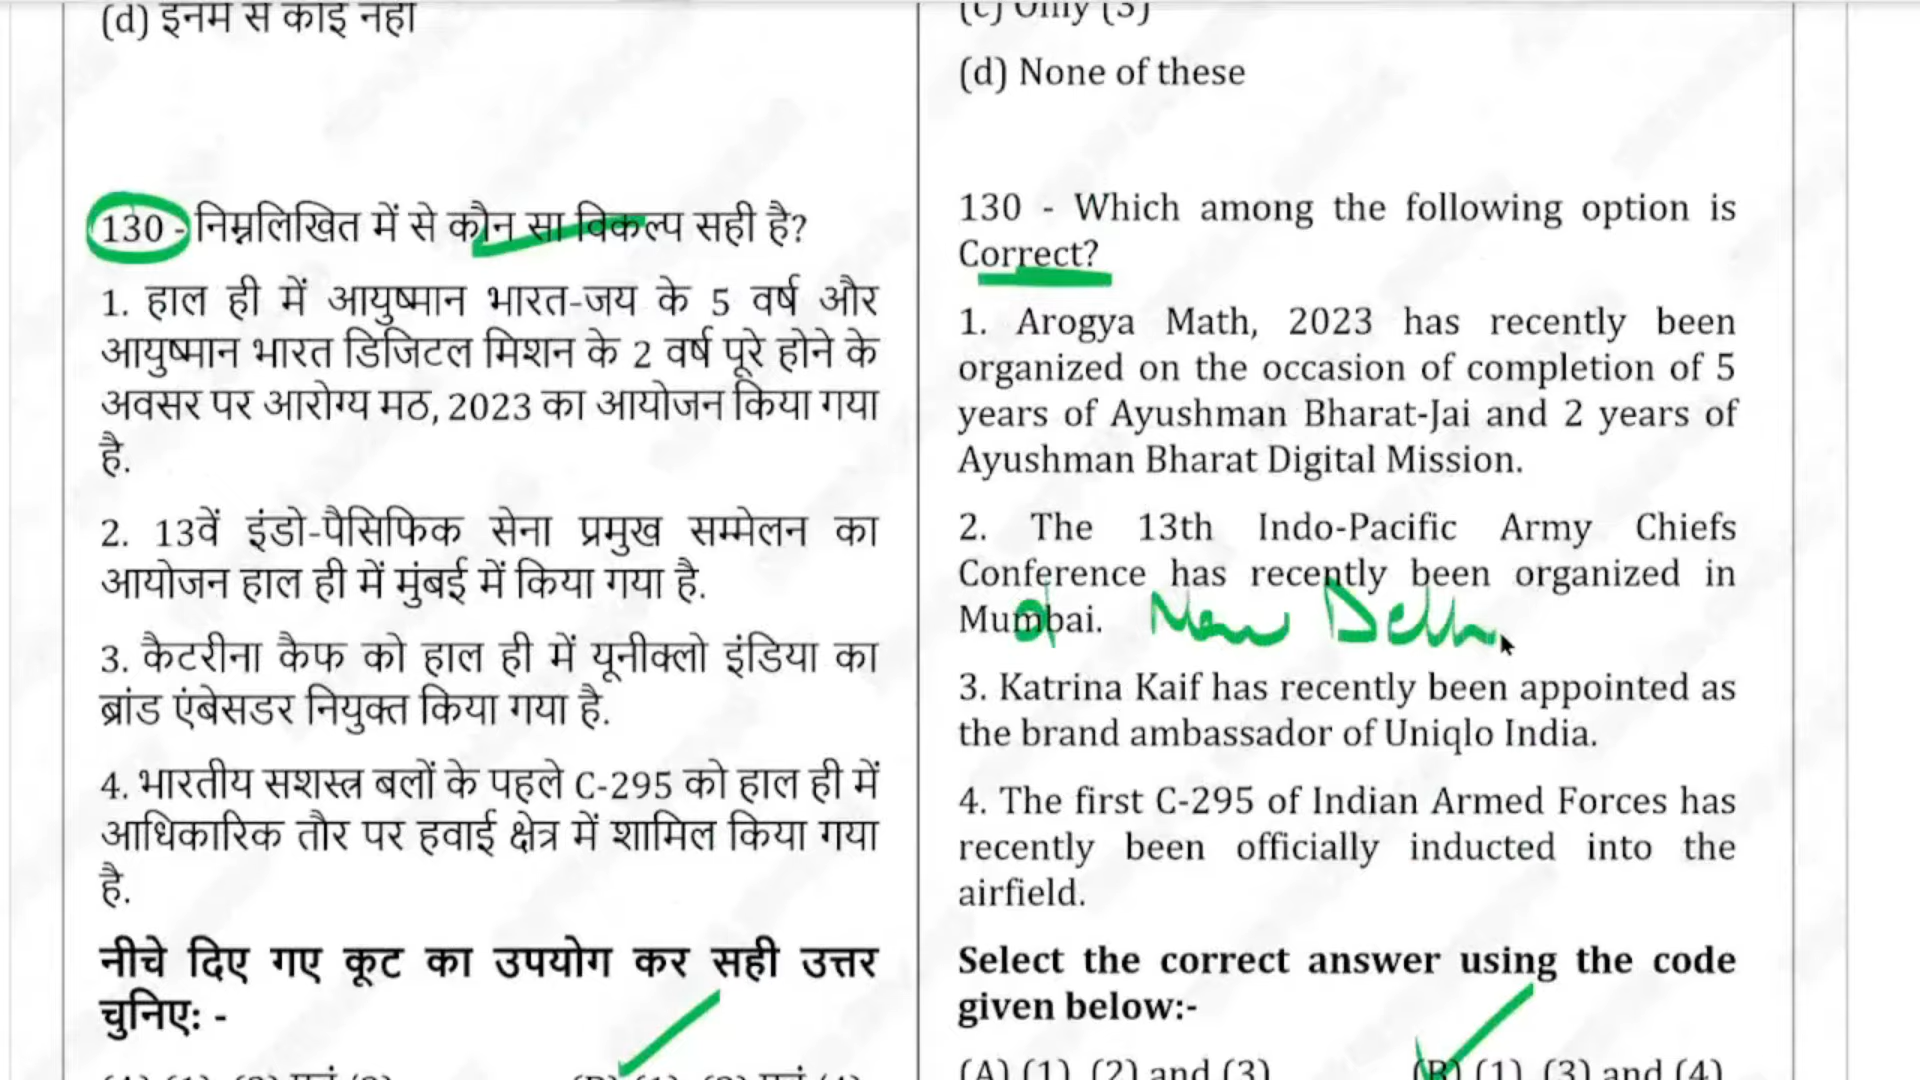 (d) इनमें से कोई नहीं
130 - निम्नलिखित में से कौन सा विकल्प सही है?
1. हाल ही में आयुष्मान भारत-जय के 5 वर्ष और
आयुष्मान भारत डिजिटल मिशन के 2 वर्ष पूरे होने के
अवसर पर आरोग्य मठ, 2023 का आयोजन किया गया
है.
2. 13वें इंडो-पैसिफिक सेना प्रमुख सम्मेलन का
आयोजन हाल ही में मुंबई में किया गया है.
3. कैटरीना कैफ को हाल ही में यूनीक्लो इंडिया का
ब्रांड एंबेसडर नियुक्त किया गया है.
4. भारतीय सशस्त्र बलों के पहले C-295 को हाल ही में
आधिकारिक तौर पर हवाई क्षेत्र में शामिल किया गया
है.
नीचे दिए गए कूट का उपयोग कर सही उत्तर
चुनिए: -
(c) Only (3)
(d) None of these
130 - Which among the following option is
Correct?
1. Arogya Math, 2023 has recently been
organized on the occasion of completion of 5
years of Ayushman Bharat-Jai and 2 years of
Ayushman Bharat Digital Mission.
2. The 13th Indo-Pacific Army Chiefs
Conference has recently been organized in
Mumbai. New Delhi
3. Katrina Kaif has recently been appointed as
the brand ambassador of Uniqlo India.
4. The first C-295 of Indian Armed Forces has
recently been officially inducted into the
airfield.
Select the correct answer using the code
given below:-
(A) (1), (2) and (3) (B) (1), (3) and (4)